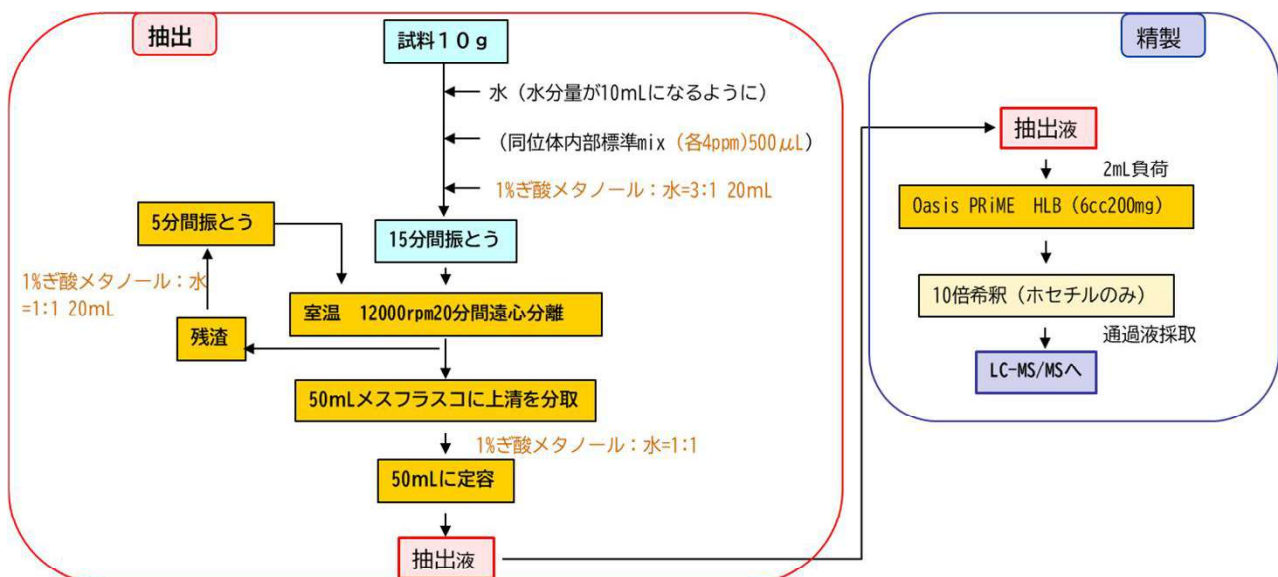 抽出
試料１０ｇ
水（水分量が10mLになるように）
（同位体内部標準mix（各4ppm)500μL）
1%ぎ酸メタノール：水=3:1 20mL
15分間振とう
5分間振とう
1%ぎ酸メタノール：水
=1:1 20mL
残渣
室温　12000rpm20分間遠心分離
50mLメスフラスコに上清を分取
1%ぎ酸メタノール：水=1:1
50mLに定容
抽出液
精製
抽出液
2mL負荷
Oasis PRiME　HLB（6cc200mg）
10倍希釈（ホセチルのみ）
通過液採取
LC-MS/MSへ